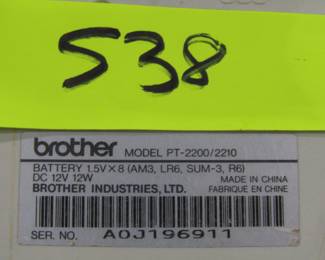 538
brother MODEL PT-2200/2210
BATTERY 1.5V×8 (AM3, LR6, SUM-3, R6)
DC 12V 12W MADE IN CHINA
BROTHER INDUSTRIES, LTD. FABRIQUE EN CHINE
SER. NO. A0J196911